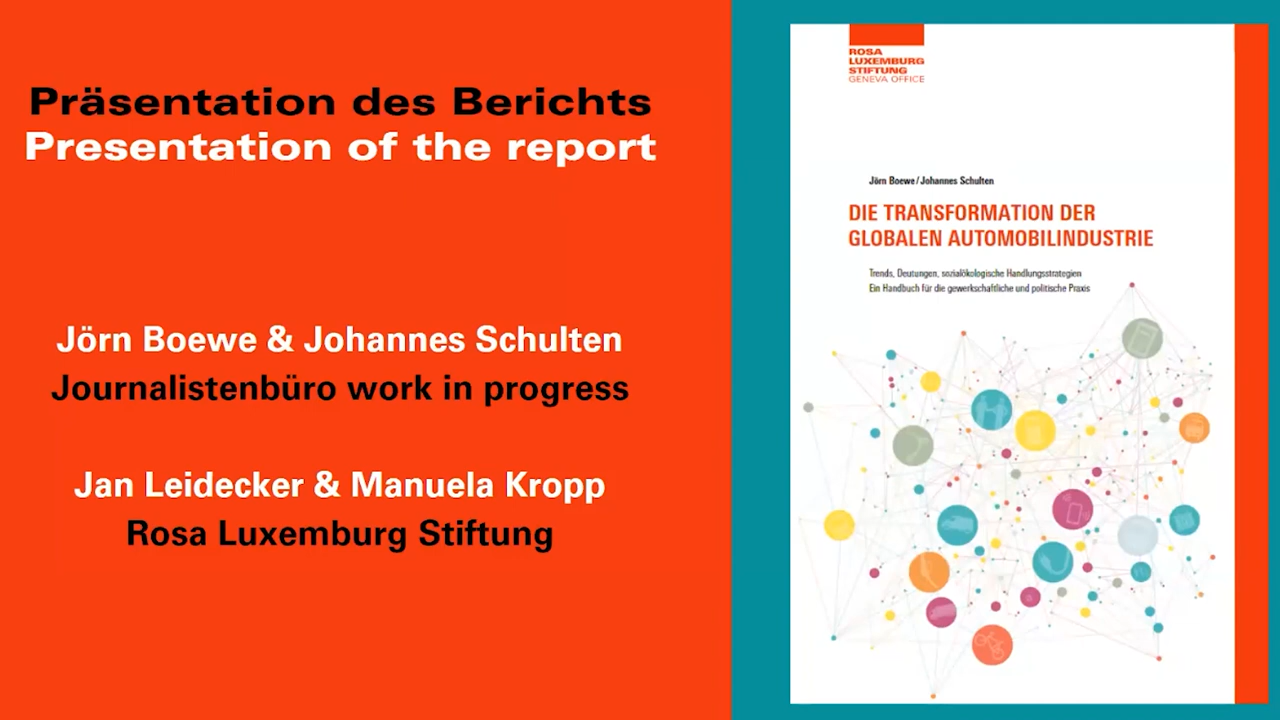 Präsentation des Berichts
Presentation of the report
Jörn Boewe & Johannes Schulten
Journalistenbüro work in progress
Jan Leidecker & Manuela Kropp
Rosa Luxemburg Stiftung
ROSA
LUXEMBURG
STIFTUNG
GENEVA OFFICE
Jörn Boewe / Johannes Schulten
DIE TRANSFORMATION DER
GLOBALEN AUTOMOBILINDUSTRIE
Trends, Deutungen, sozialökologische Handlungsstrategien
Ein Handbuch für die gewerkschaftliche und politische Praxis